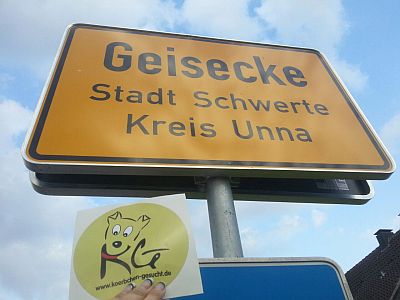 Geisecke
Stadt Schwerte
Kreis Unna
KG
www.koerbchen-gesucht.de